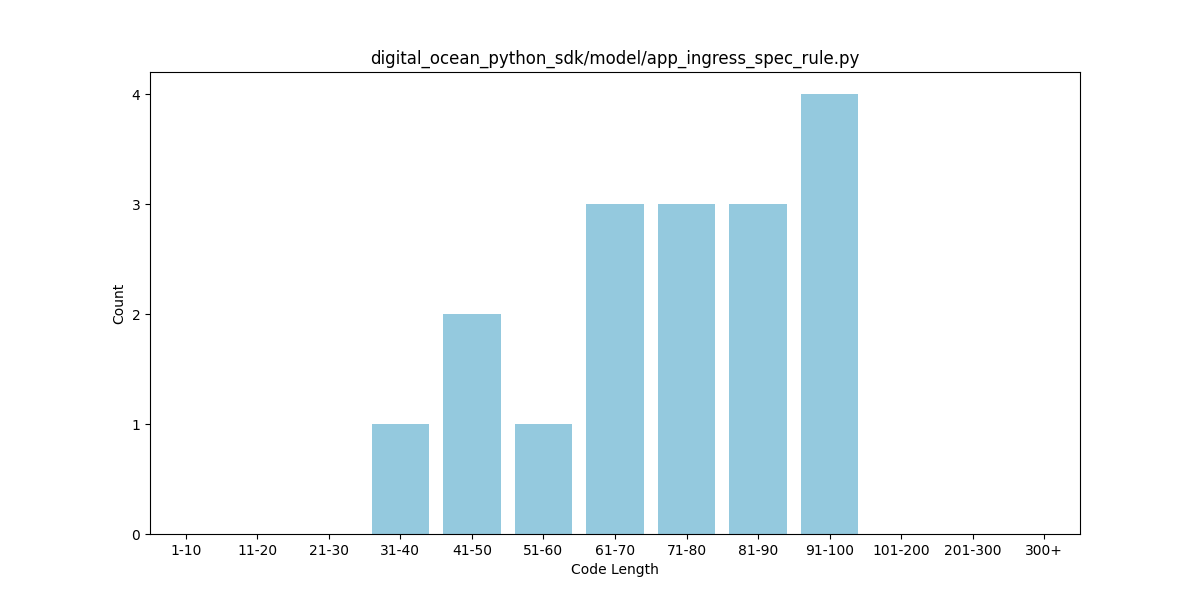 digital_ocean_python_sdk/model/app_ingress_spec_rule.py
4
3
2
1
0
Count
1-10 11-20 21-30 31-40 41-50 51-60 61-70 71-80 81-90 91-100 101-200 201-300 300+
Code Length